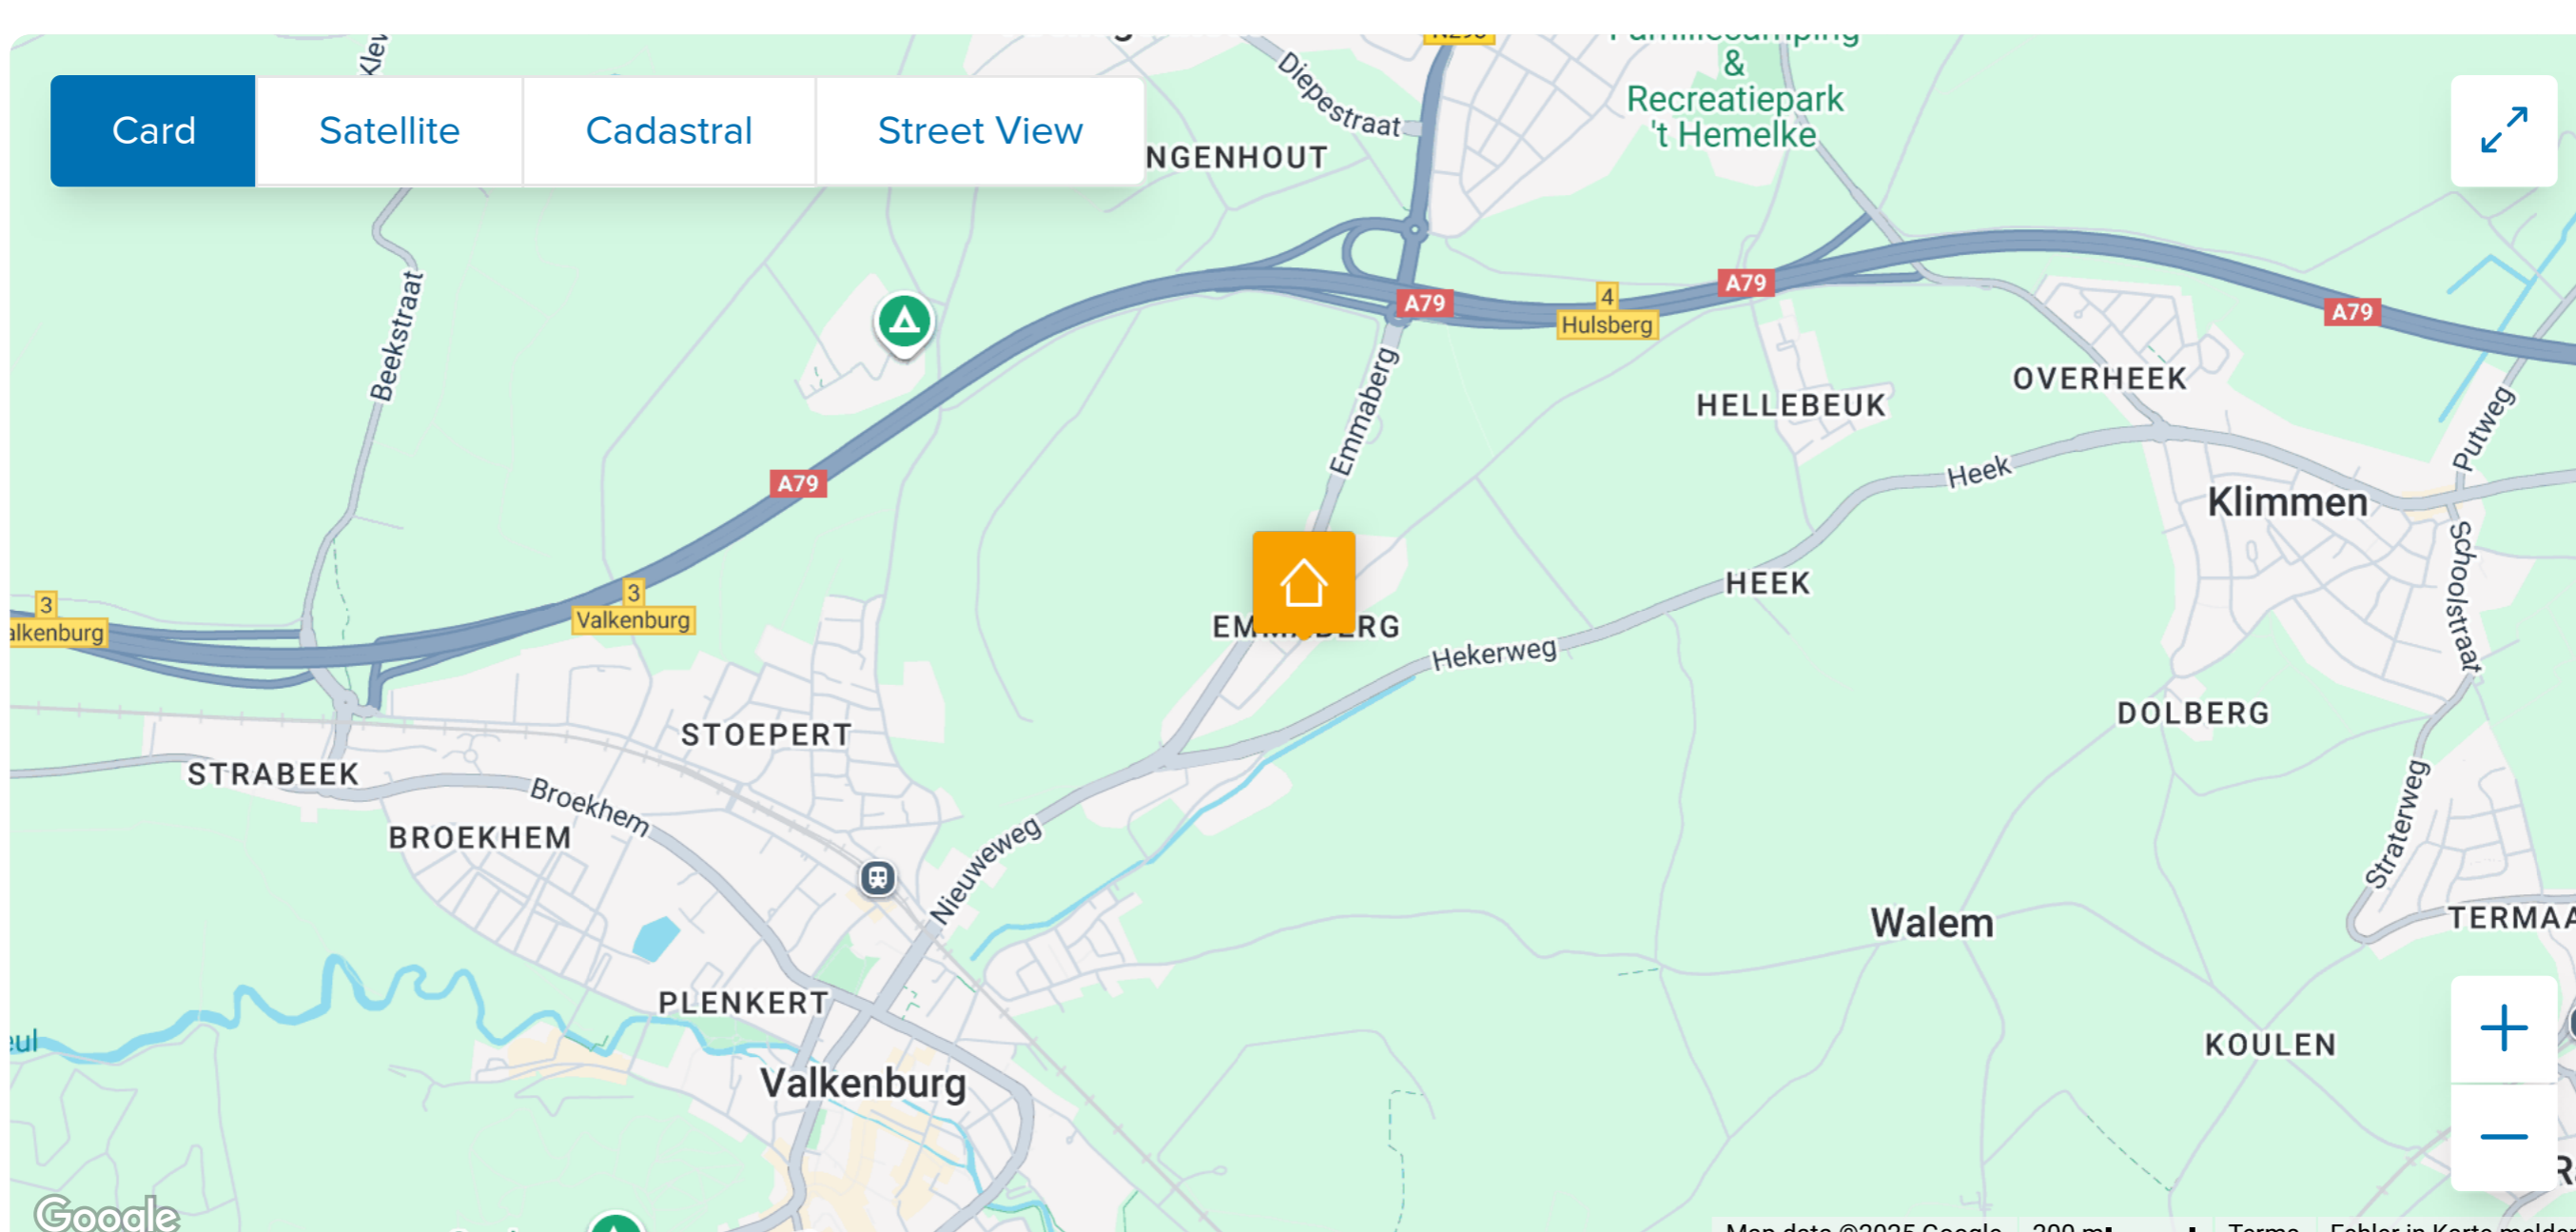 Card
Satellite
Cadastral
Street View
Diepestraat
&
Recreatiepark
't Hemelke
Beekstraat
A79
A79
4
Hulsberg
A79
A79
Emmaberg
HELLEBEUK
OVERHEEK
Putweg
Heek
Klimmen
Schoolstraat
A79
3
Valkenburg
3
HEEK
Hekerweg
STOEPERT
STRABEEK
Broekhem
BROEKHEM
Nieuweweg
DOLBERG
Straterweg
Walem
PLENKERT
KOULEN
Valkenburg
Google